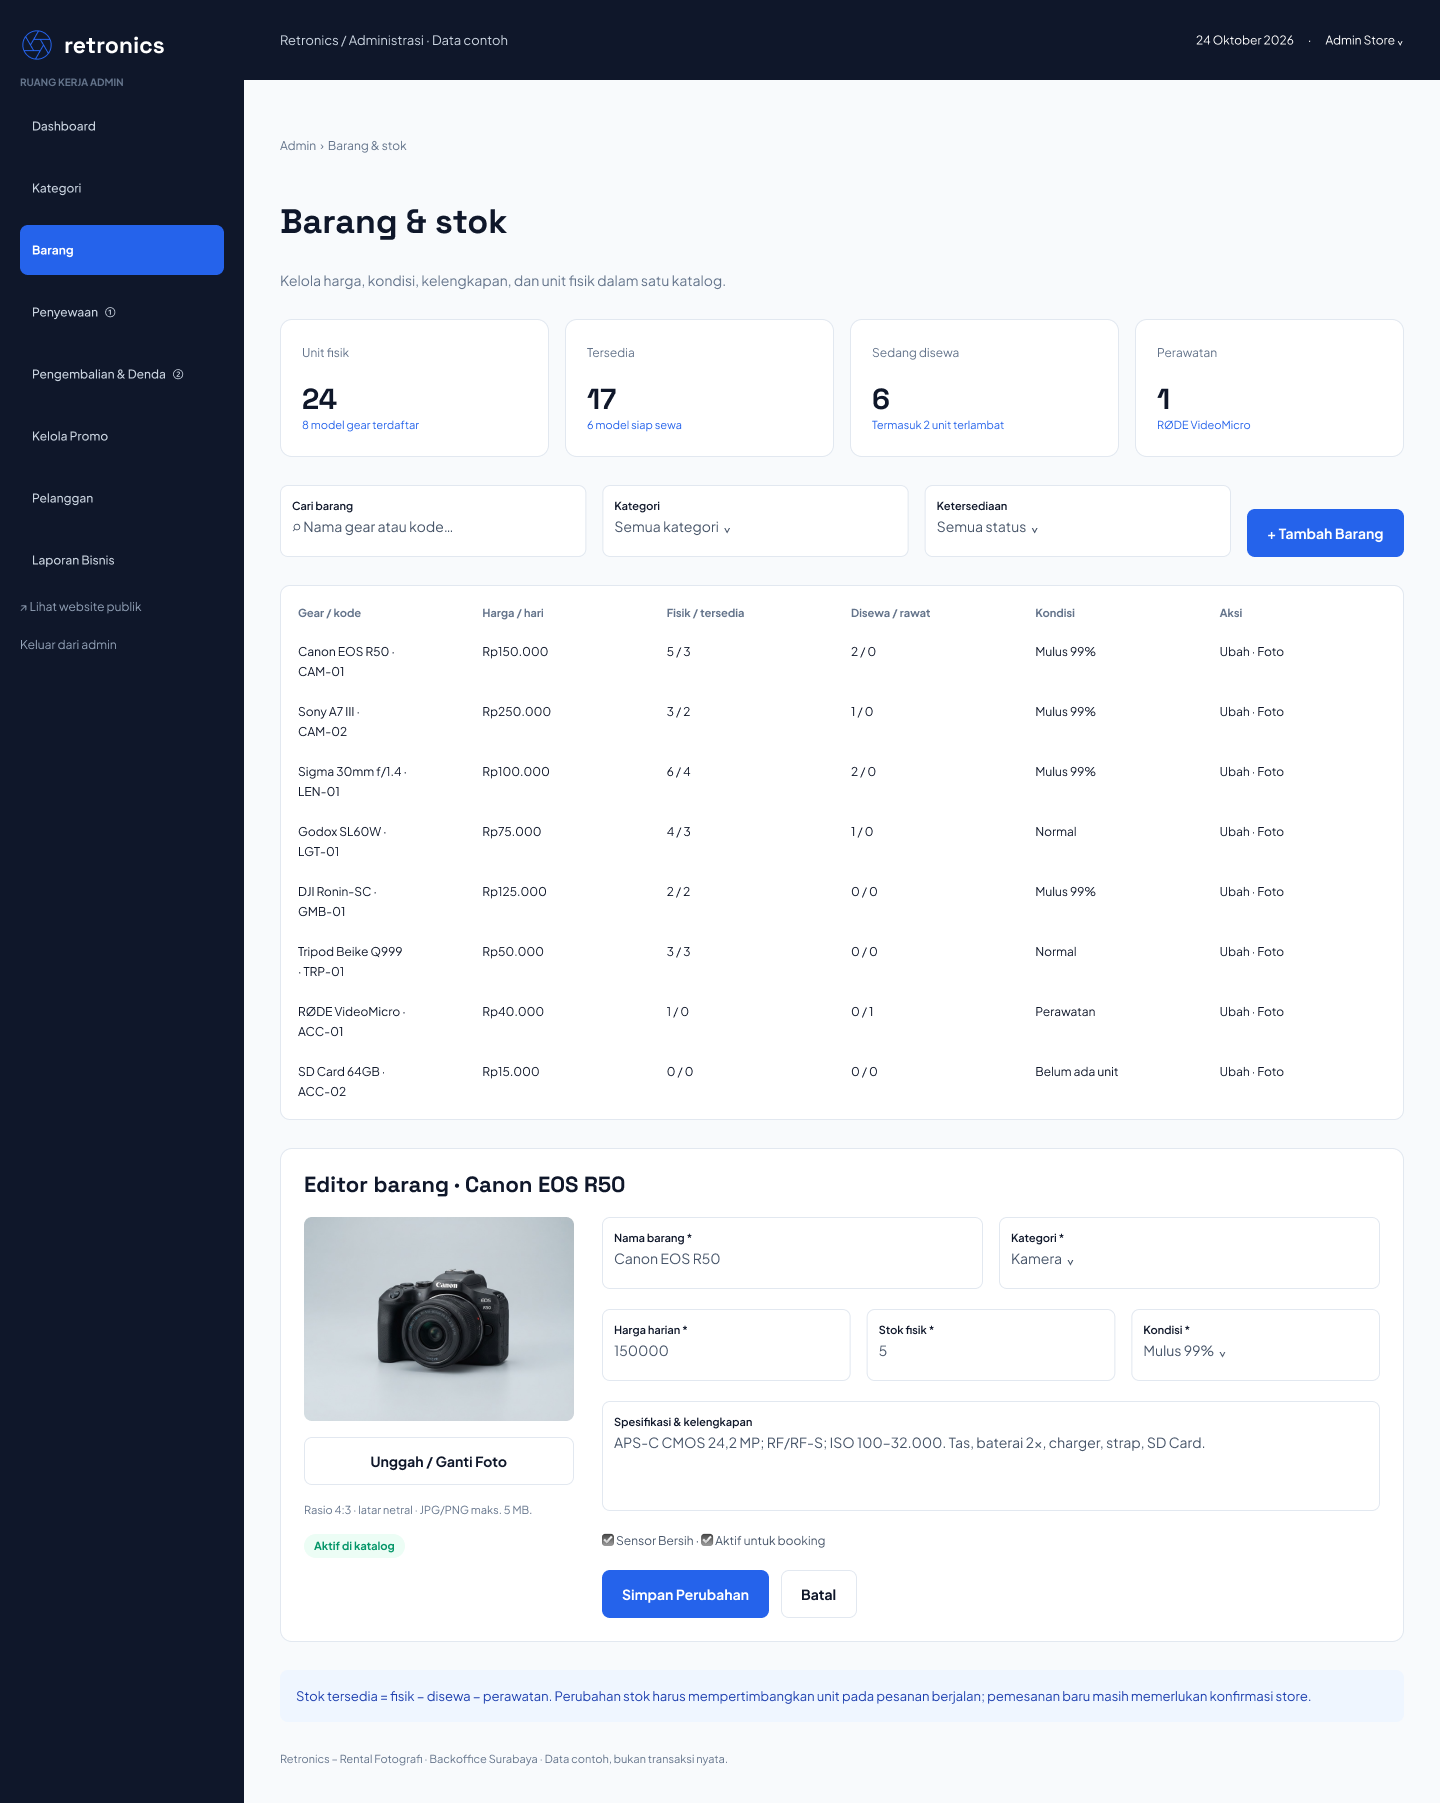 retronics
RUANG KERJA ADMIN
Dashboard
Kategori
Barang
Penyewaan ①
Pengembalian & Denda ②
Kelola Promo
Pelanggan
Laporan Bisnis
↗ Lihat website publik
Keluar dari admin
Retronics / Administrasi · Data contoh
24 Oktober 2026 · Admin Store ˅
Admin › Barang & stok
Barang & stok
Kelola harga, kondisi, kelengkapan, dan unit fisik dalam satu katalog.
Unit fisik
24
8 model gear terdaftar
Tersedia
17
6 model siap sewa
Sedang disewa
6
Termasuk 2 unit terlambat
Perawatan
1
RØDE VideoMicro
Cari barang
⌕ Nama gear atau kode…
Kategori
Semua kategori ˅
Ketersediaan
Semua status ˅
+ Tambah Barang
Gear / kode Harga / hari Fisik / tersedia Disewa / rawat Kondisi Aksi
Canon EOS R50 · Rp150.000 5 / 3 2 / 0 Mulus 99% Ubah · Foto
CAM-01
Sony A7 III · Rp250.000 3 / 2 1 / 0 Mulus 99% Ubah · Foto
CAM-02
Sigma 30mm f/1.4 · Rp100.000 6 / 4 2 / 0 Mulus 99% Ubah · Foto
LEN-01
Godox SL60W · Rp75.000 4 / 3 1 / 0 Normal Ubah · Foto
LGT-01
DJI Ronin-SC · Rp125.000 2 / 2 0 / 0 Mulus 99% Ubah · Foto
GMB-01
Tripod Beike Q999 Rp50.000 3 / 3 0 / 0 Normal Ubah · Foto
· TRP-01
RØDE VideoMicro · Rp40.000 1 / 0 0 / 1 Perawatan Ubah · Foto
ACC-01
SD Card 64GB · Rp15.000 0 / 0 0 / 0 Belum ada unit Ubah · Foto
ACC-02
Editor barang · Canon EOS R50
Canon
EOS
R50
Unggah / Ganti Foto
Rasio 4:3 · latar netral · JPG/PNG maks. 5 MB.
Aktif di katalog
Nama barang *
Canon EOS R50
Kategori *
Kamera ˅
Harga harian *
150000
Stok fisik *
5
Kondisi *
Mulus 99% ˅
Spesifikasi & kelengkapan
APS-C CMOS 24,2 MP; RF/RF-S; ISO 100–32.000. Tas, baterai 2×, charger, strap, SD Card.
☑ Sensor Bersih · ☑ Aktif untuk booking
Simpan Perubahan
Batal
Stok tersedia = fisik − disewa − perawatan. Perubahan stok harus mempertimbangkan unit pada pesanan berjalan; pemesanan baru masih memerlukan konfirmasi store.
Retronics – Rental Fotografi · Backoffice Surabaya · Data contoh, bukan transaksi nyata.